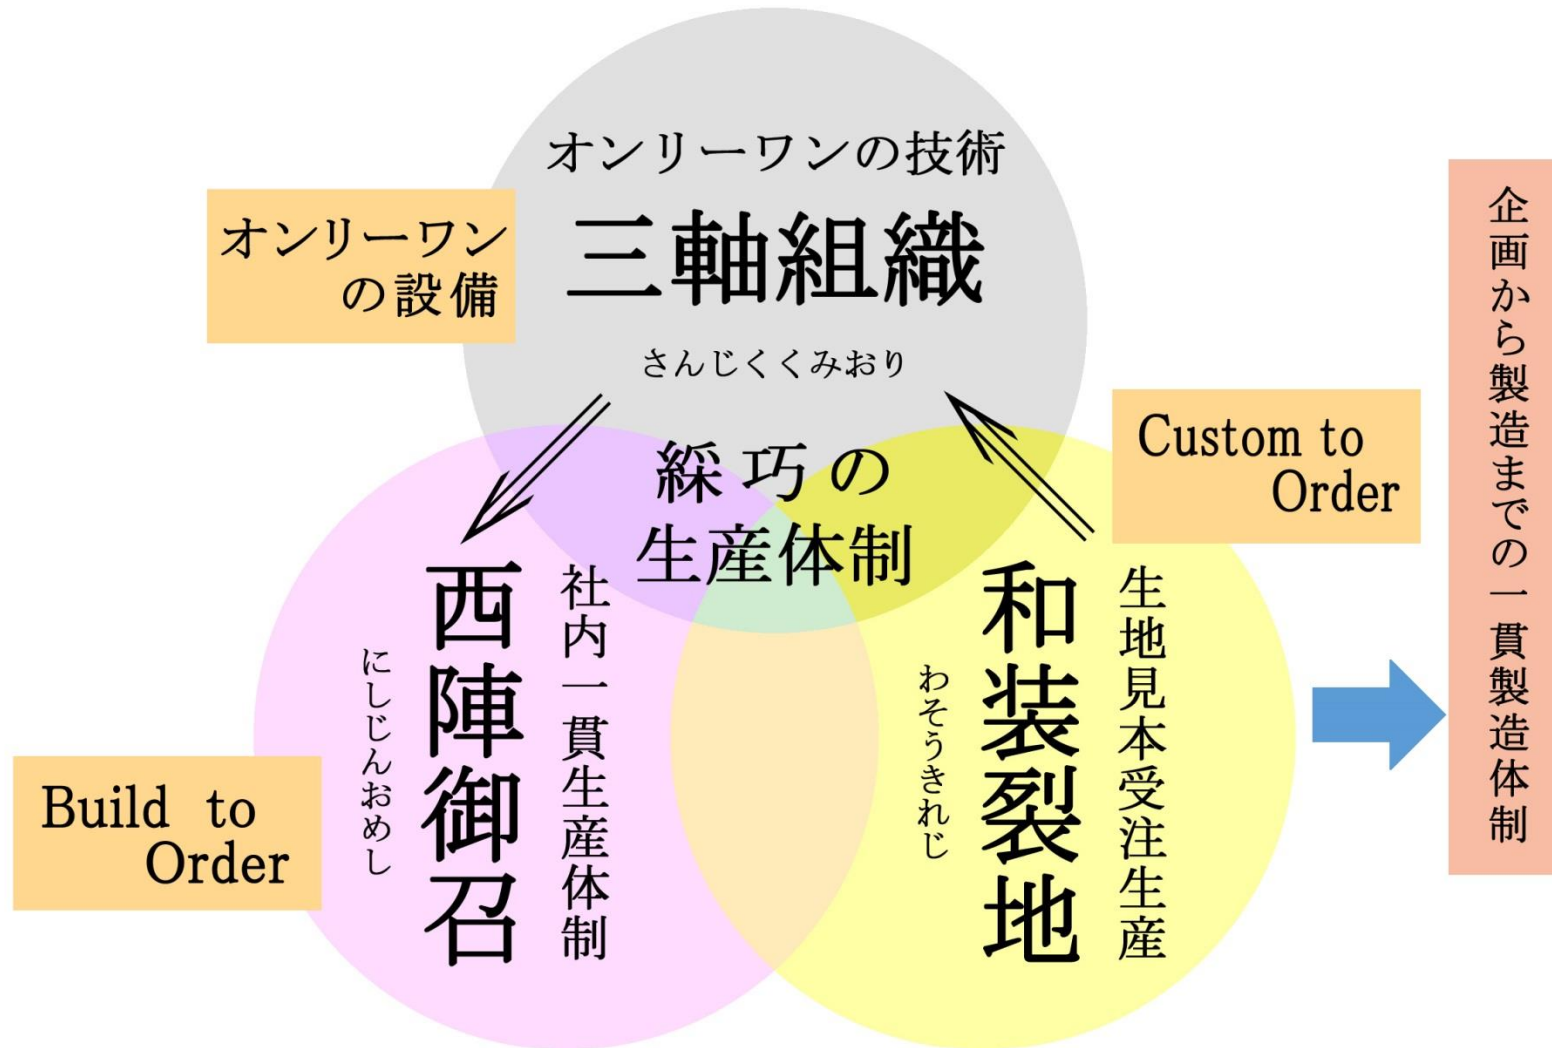 オンリーワンの技術
三軸組織
さんじくくみおり
オンリーワン
の設備
綵巧の
生産体制
Custom to
Order
企画から製造までの一貫製造体制
生地見本受注生産
和装裂地
わそうきれじ
社内一貫生産体制
西陣御召
にしじんおめし
Build to
Order